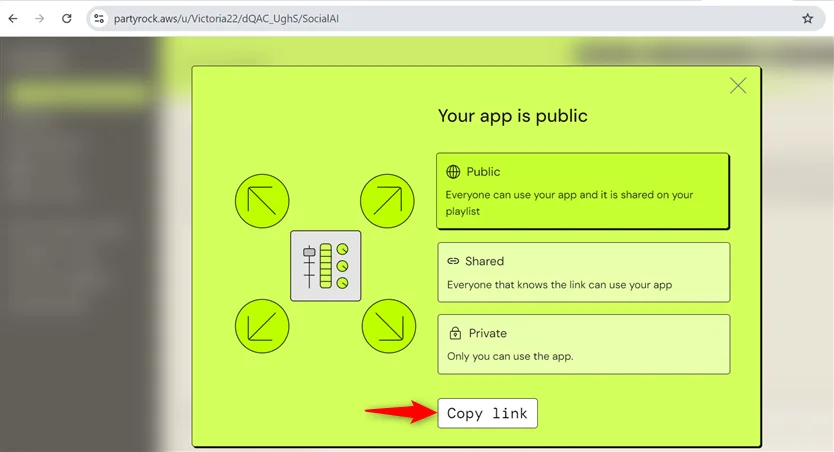 partyrock.aws/u/Victoria22/dQAC_UghS/SocialAI
Your app is public
Public
Everyone can use your app and it is shared on your
playlist
Shared
Everyone that knows the link can use your app
Private
Only you can use the app.
Copy link